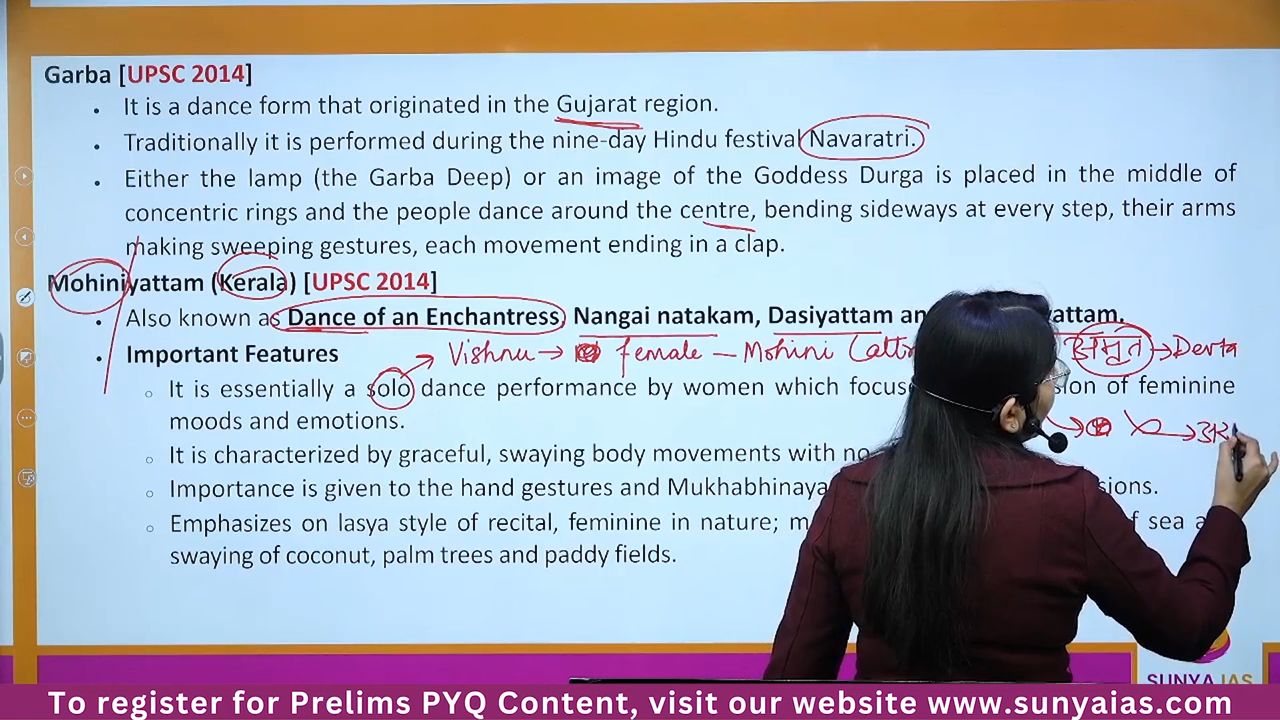 Garba [UPSC 2014]
• It is a dance form that originated in the Gujarat region.
• Traditionally it is performed during the nine-day Hindu festival Navaratri.
• Either the lamp (the Garba Deep) or an image of the Goddess Durga is placed in the middle of
concentric rings and the people dance around the centre, bending sideways at every step, their arms
making sweeping gestures, each movement ending in a clap.
Mohiniyattam (Kerala) [UPSC 2014]
• Also known as Dance of an Enchantress, Nangai natakam, Dasiyattam
• Important Features
Vishnu → female – Mohini अमृत → Devta
○ It is essentially a solo dance performance by women which of feminine
moods and emotions.
○ It is characterized by graceful, swaying body movements with
○ Importance is given to the hand gestures and Mukhabhinaya
○ Emphasizes on lasya style of recital, feminine in nature; sea
swaying of coconut, palm trees and paddy fields.
SUNYA IAS
To register for Prelims PYQ Content, visit our website www.sunyaias.com